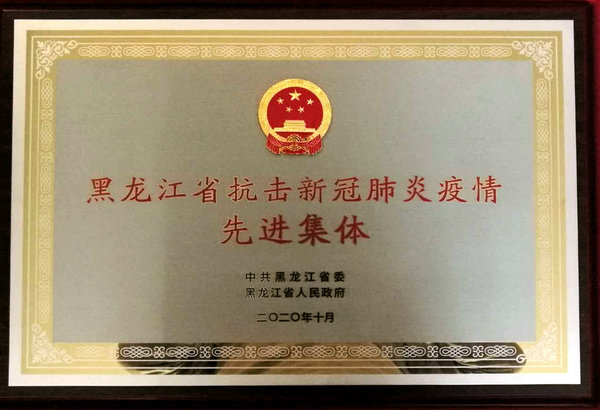 黑龙江省抗击新冠肺炎疫情
先进集体
中共黑龙江省委
黑龙江省人民政府
二〇二〇年十月